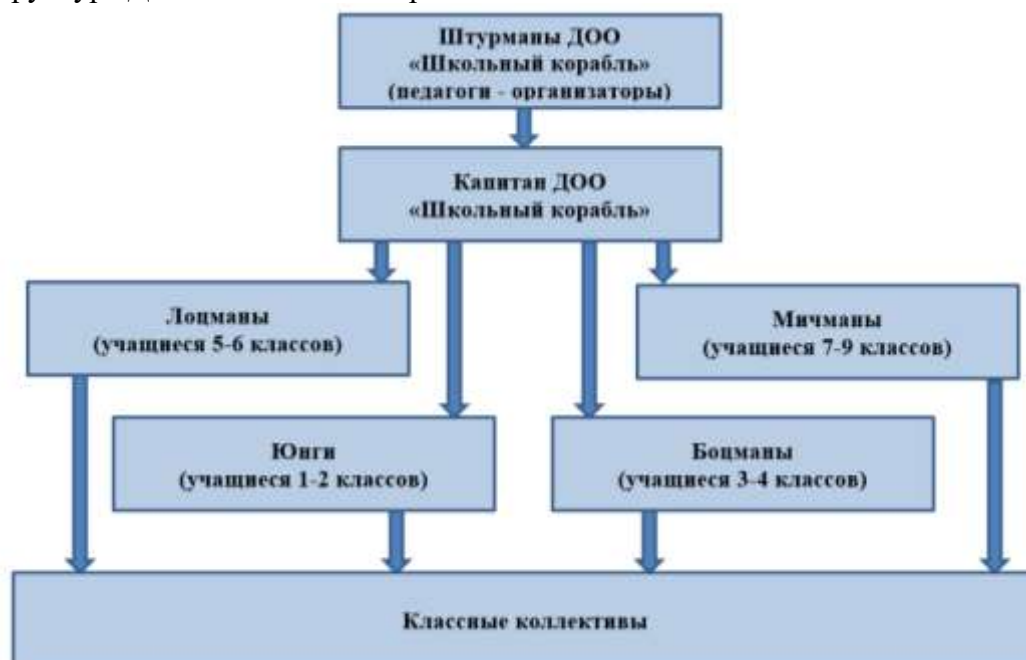 Штурманы ДОО
«Школьный корабль»
(педагоги - организаторы)
Капитан ДОО
«Школьный корабль»
Лоцманы
(учащиеся 5-6 классов)
Мичманы
(учащиеся 7-9 классов)
Юнги
(учащиеся 1-2 классов)
Боцманы
(учащиеся 3-4 классов)
Классные коллективы